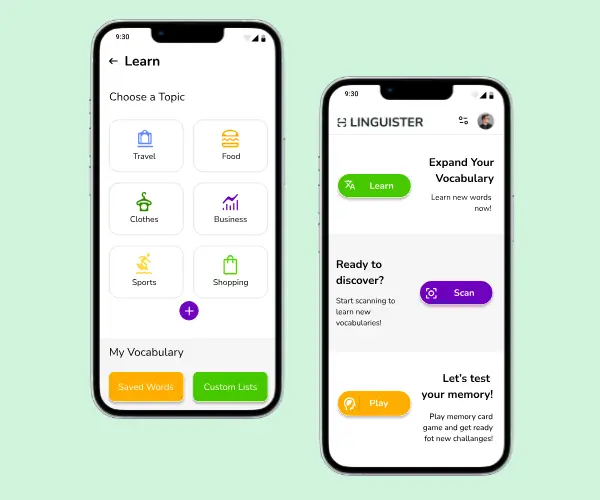 9:30
Learn
Choose a Topic
Travel
Food
Clothes
Business
Sports
Shopping
My Vocabulary
Saved Words
Custom Lists
9:30
LINGUISTER
Learn
Expand Your
Vocabulary
Learn new words
now!
Ready to
discover?
Start scanning to
learn new
vocabularies!
Scan
Play
Let's test
your memory!
Play memory card
game and get ready
fot new challanges!